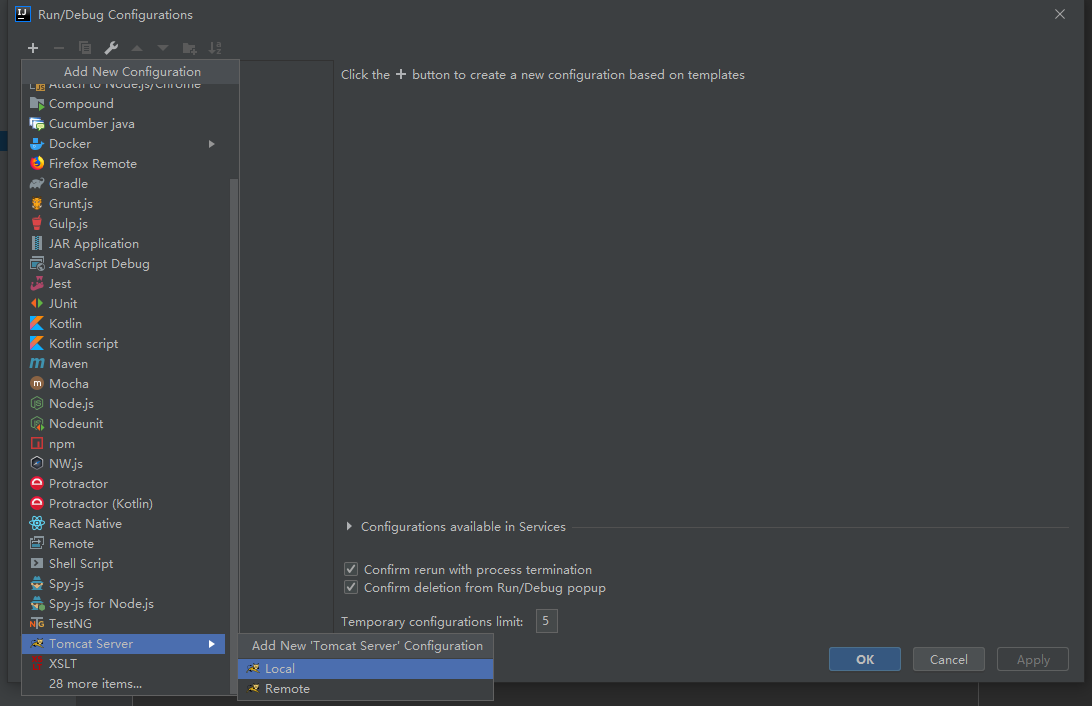 Run/Debug Configurations
Add New Configuration
Attach to Node.js/Chrome
Compound
Cucumber java
Docker
Firefox Remote
Gradle
Grunt.js
Gulp.js
JAR Application
JavaScript Debug
Jest
JUnit
Kotlin
Kotlin script
Maven
Mocha
Node.js
Nodeunit
npm
NW.js
Protractor
Protractor (Kotlin)
React Native
Remote
Shell Script
Spy-js
Spy-js for Node.js
TestNG
Tomcat Server
XSLT
28 more items...
Add New 'Tomcat Server' Configuration
Local
Remote
Click the + button to create a new configuration based on templates
Configurations available in Services
Confirm rerun with process termination
Confirm deletion from Run/Debug popup
Temporary configurations limit: 5
OK Cancel Apply